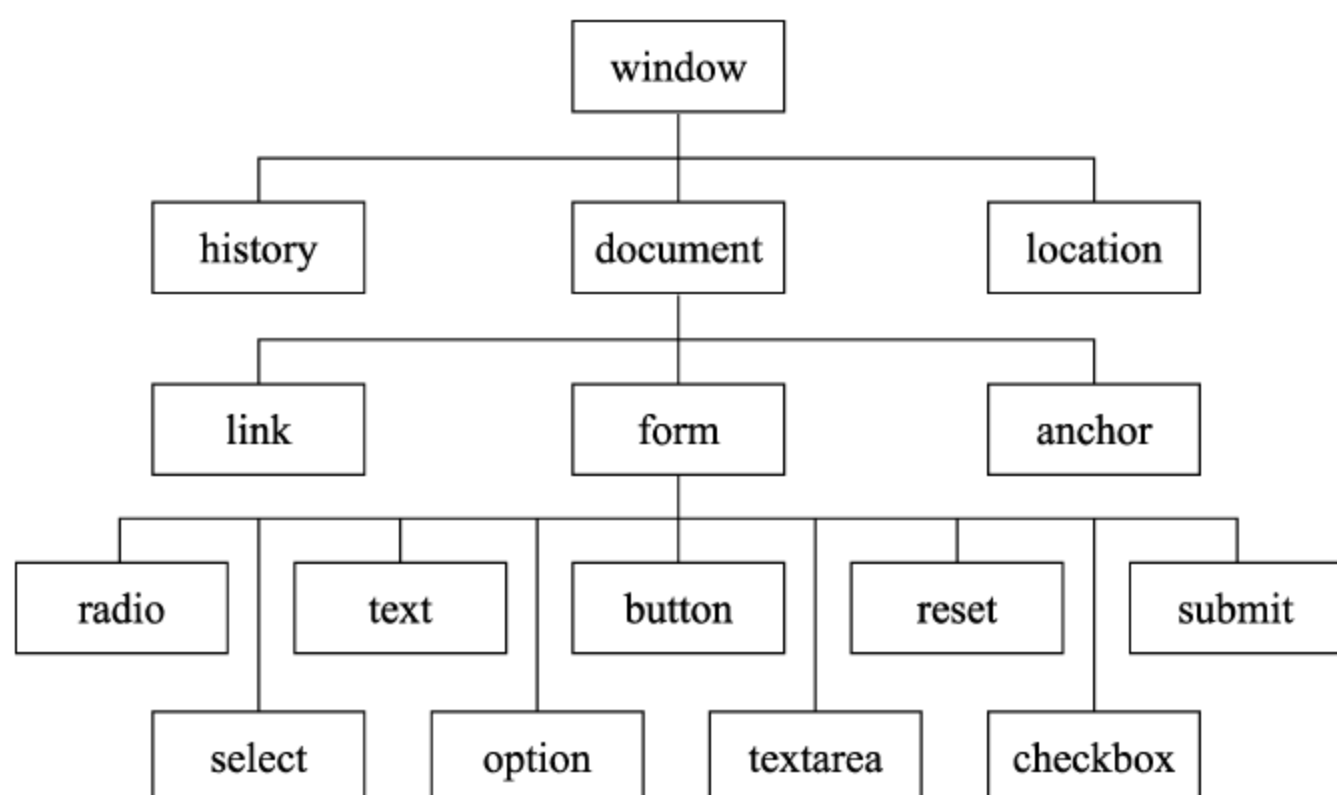 window
history document location
link form anchor
radio text button reset submit
select option textarea checkbox